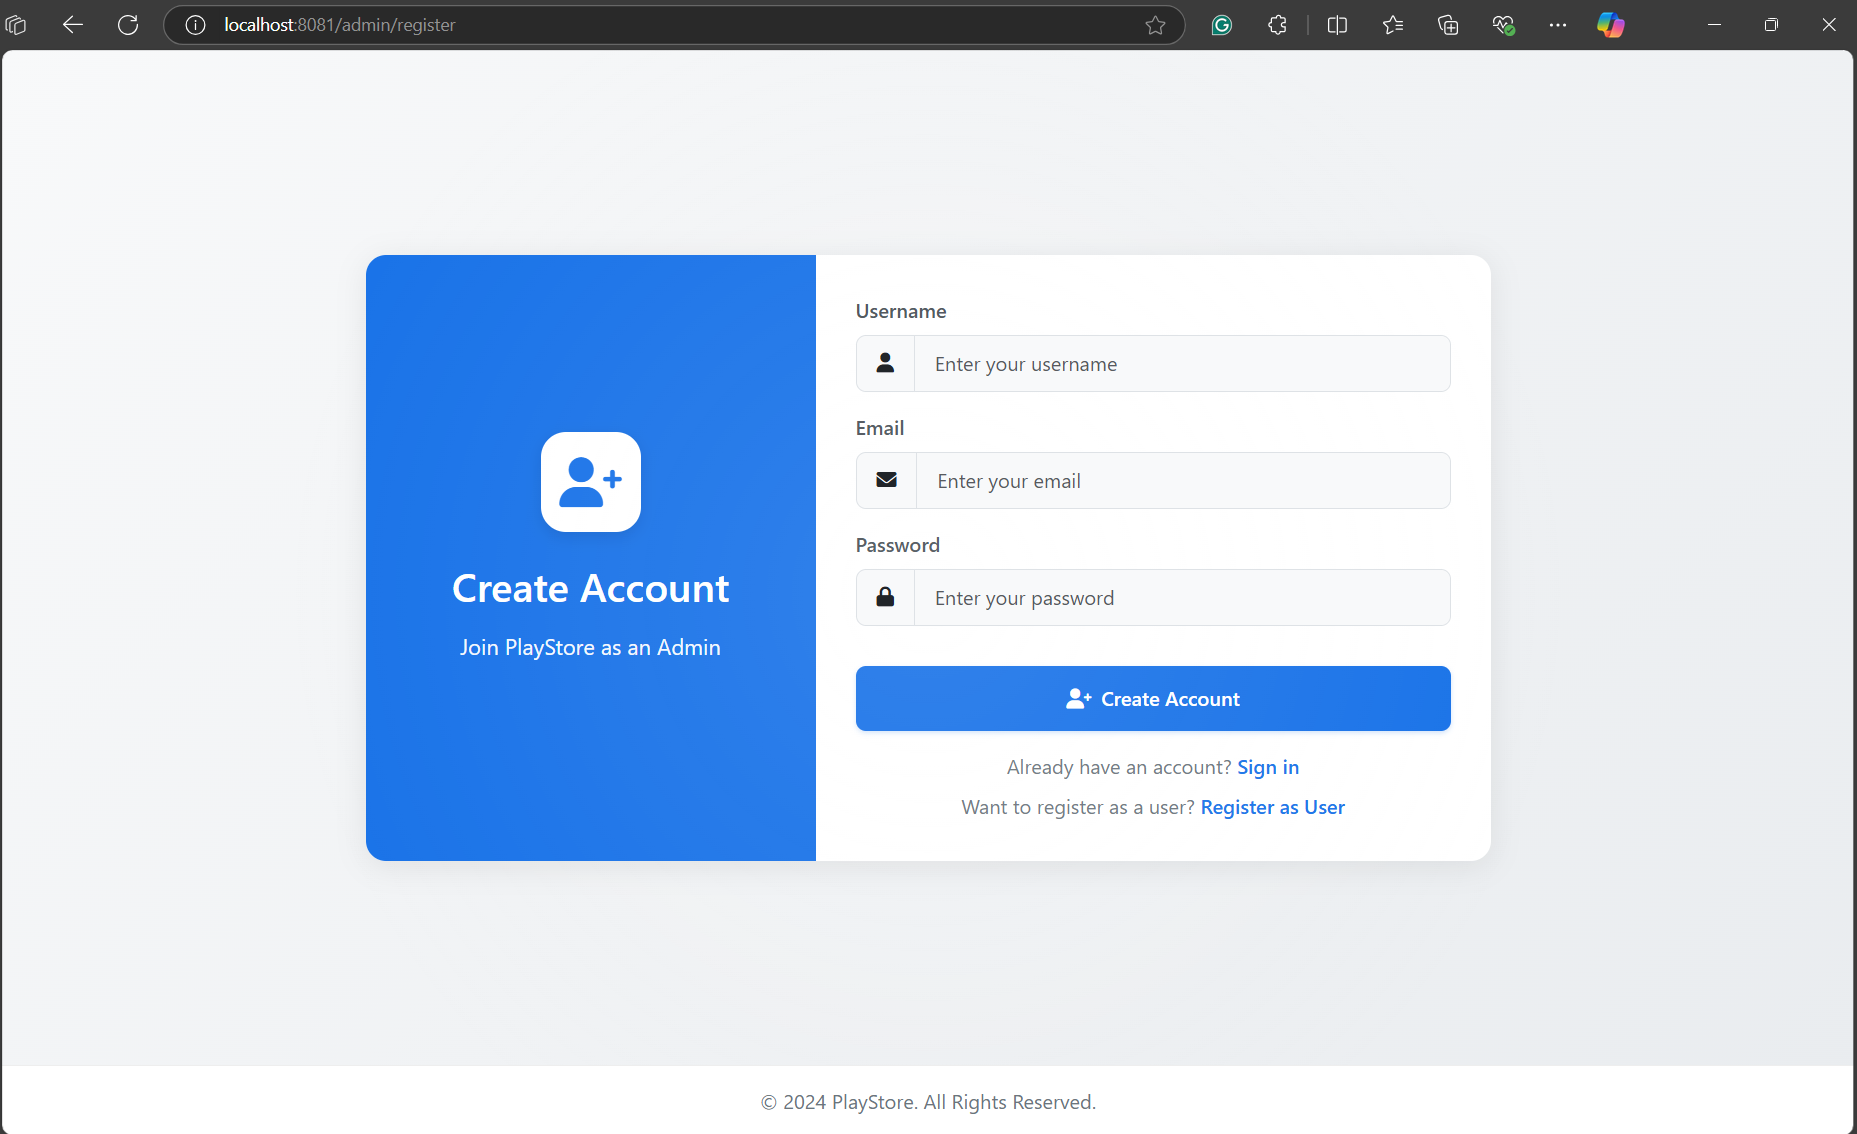 localhost:8081/admin/register
Create Account
Join PlayStore as an Admin
Username
Enter your username
Email
Enter your email
Password
Enter your password
Create Account
Already have an account? Sign in
Want to register as a user? Register as User
© 2024 PlayStore. All Rights Reserved.